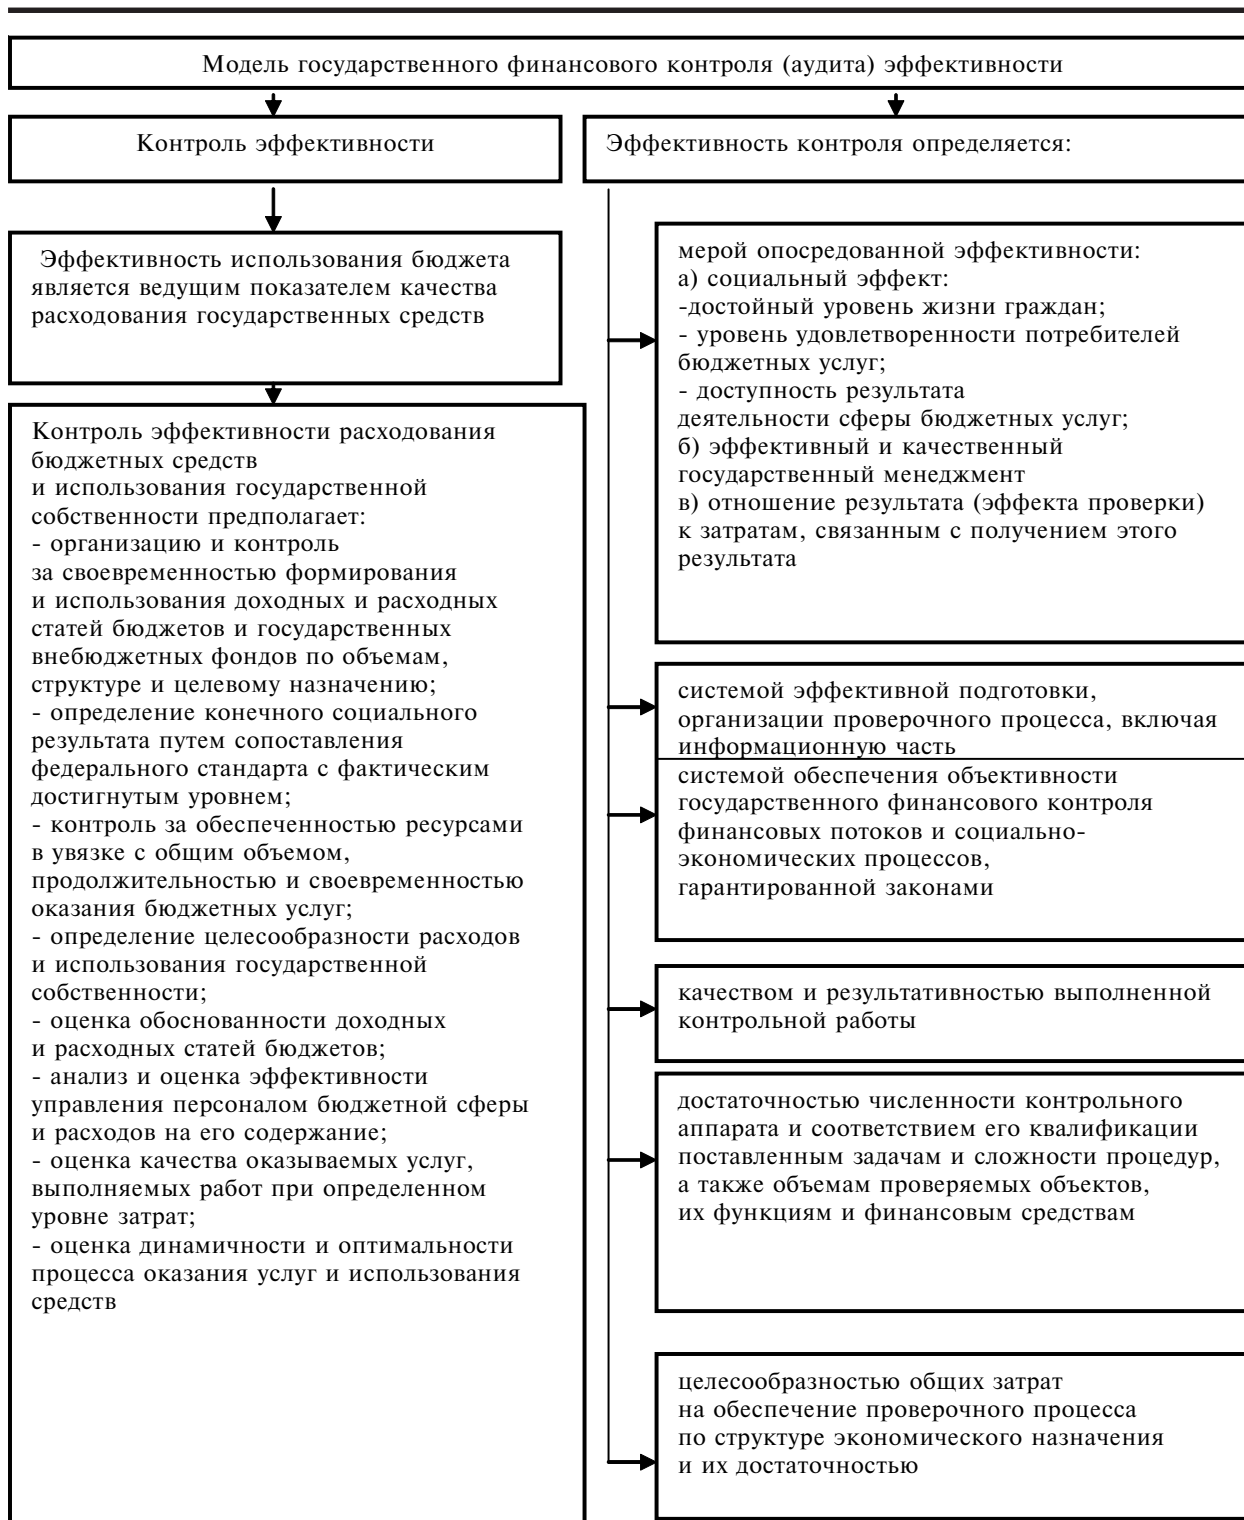 Модель государственного финансового контроля (аудита) эффективности
Контроль эффективности
Эффективность использования бюджета
является ведущим показателем качества
расходования государственных средств
Контроль эффективности расходования
бюджетных средств
и использования государственной
собственности предполагает:
- организацию и контроль
за своевременностью формирования
и использования доходных и расходных
статей бюджетов и государственных
внебюджетных фондов по объемам,
структуре и целевому назначению;
- определение конечного социального
результата путем сопоставления
федерального стандарта с фактическим
достигнутым уровнем;
- контроль за обеспеченностью ресурсами
в увязке с общим объемом,
продолжительностью и своевременностью
оказания бюджетных услуг;
- определение целесообразности расходов
и использования государственной
собственности;
- оценка обоснованности доходных
и расходных статей бюджетов;
- анализ и оценка эффективности
управления персоналом бюджетной сферы
и расходов на его содержание;
- оценка качества оказываемых услуг,
выполняемых работ при определенном
уровне затрат;
- оценка динамичности и оптимальности
процесса оказания услуг и использования
средств
Эффективность контроля определяется:
мерой опосредованной эффективности:
а) социальный эффект:
-достойный уровень жизни граждан;
- уровень удовлетворенности потребителей
бюджетных услуг;
- доступность результата
деятельности сферы бюджетных услуг;
б) эффективный и качественный
государственный менеджмент
в) отношение результата (эффекта проверки)
к затратам, связанным с получением этого
результата
системой эффективной подготовки,
организации проверочного процесса, включая
информационную часть
системой обеспечения объективности
государственного финансового контроля
финансовых потоков и социально-
экономических процессов,
гарантированной законами
качеством и результативностью выполненной
контрольной работы
достаточностью численности контрольного
аппарата и соответствием его квалификации
поставленным задачам и сложности процедур,
а также объемам проверяемых объектов,
их функциям и финансовым средствам
целесообразностью общих затрат
на обеспечение проверочного процесса
по структуре экономического назначения
и их достаточностью